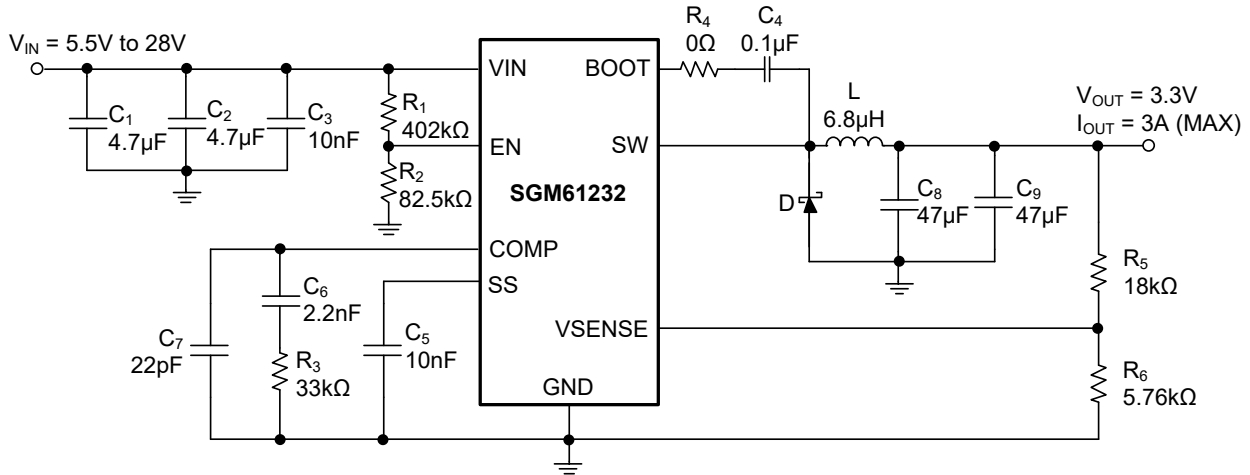 V_IN = 5.5V to 28V
C1
4.7µF
C2
4.7µF
C3
10nF
R1
402kΩ
R2
82.5kΩ
VIN
BOOT
EN
SW
SGM61232
COMP
SS
VSENSE
GND
R4
0Ω
C4
0.1µF
L
6.8µH
V_OUT = 3.3V
I_OUT = 3A (MAX)
D
C8
47µF
C9
47µF
R5
18kΩ
R6
5.76kΩ
C6
2.2nF
R3
33kΩ
C7
22pF
C5
10nF